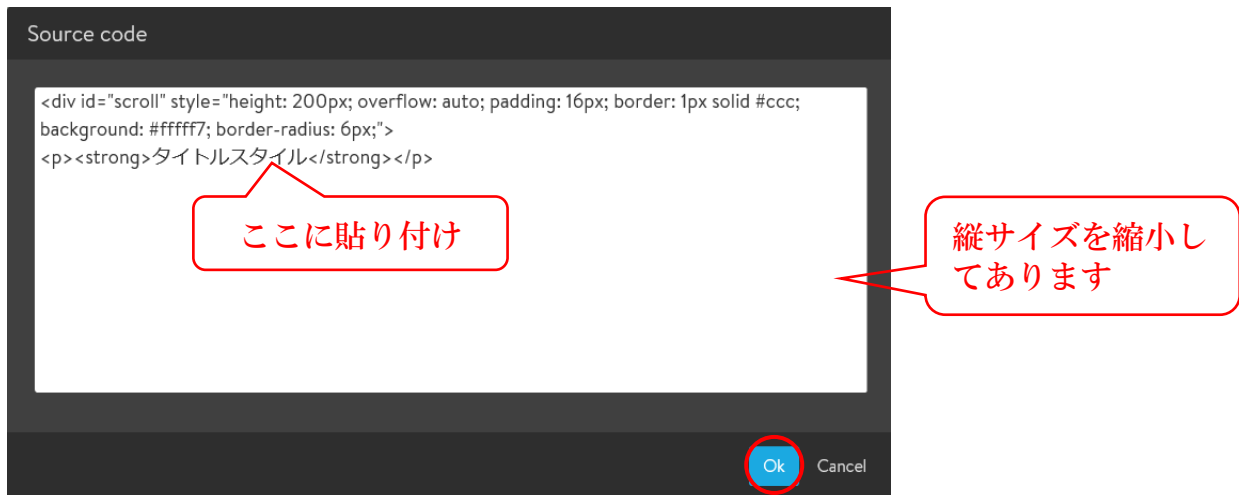 Source code
<div id="scroll" style="height: 200px; overflow: auto; padding: 16px; border: 1px solid #ccc;
background: #fffff7; border-radius: 6px;">
<p><strong>タイトルスタイル</strong></p>
ここに貼り付け
縦サイズを縮小し
てあります
Ok
Cancel